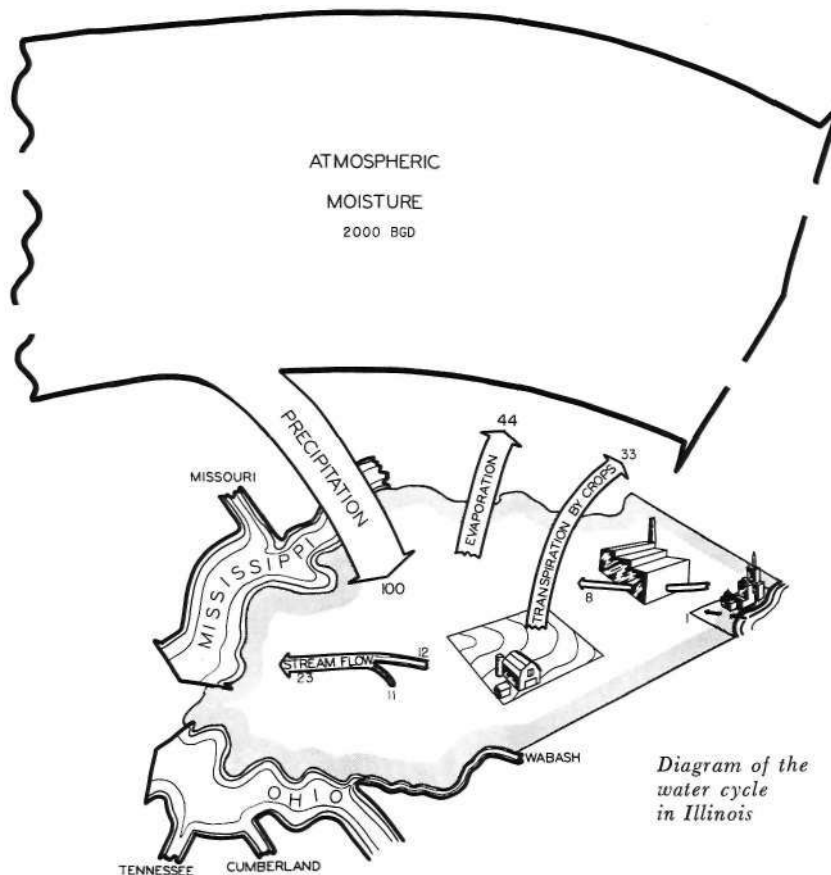 ATMOSPHERIC
MOISTURE
2000 BGD
PRECIPITATION
100
EVAPORATION
44
TRANSPIRATION BY CROPS
33
MISSOURI
MISSISSIPPI
8
1
STREAM FLOW
23
12
11
WABASH
OHIO
TENNESSEE
CUMBERLAND
Diagram of the
water cycle
in Illinois